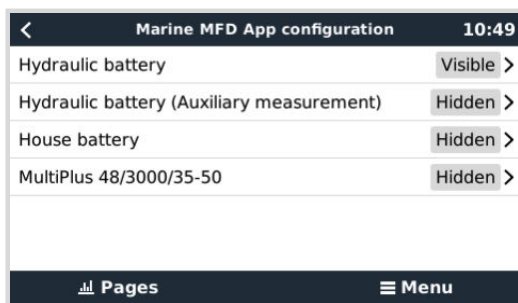 Marine MFD App configuration 10:49
Hydraulic battery Visible
Hydraulic battery (Auxiliary measurement) Hidden
House battery Hidden
MultiPlus 48/3000/35-50 Hidden
Pages Menu